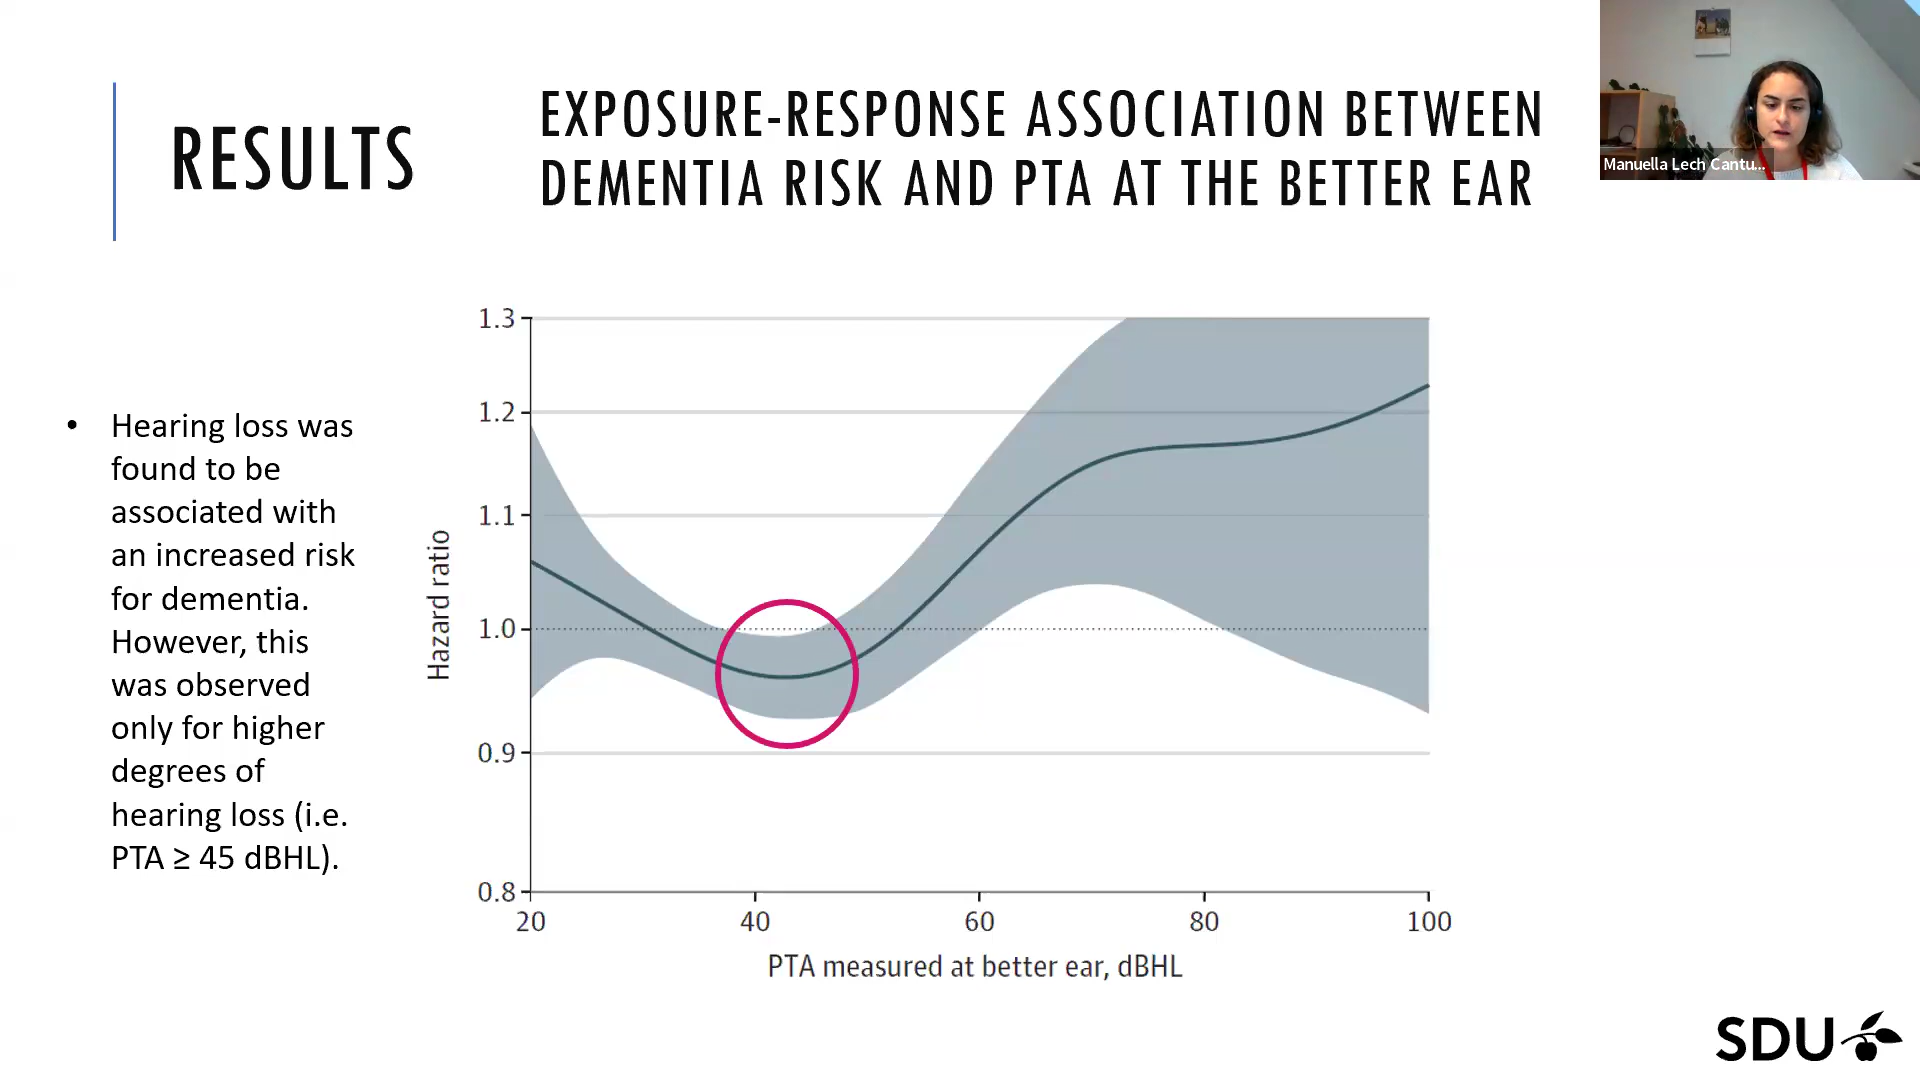 RESULTS
EXPOSURE-RESPONSE ASSOCIATION BETWEEN
DEMENTIA RISK AND PTA AT THE BETTER EAR
Manuella Lech Cantu...
• Hearing loss was
found to be
associated with
an increased risk
for dementia.
However, this
was observed
only for higher
degrees of
hearing loss (i.e.
PTA ≥ 45 dBHL).
Hazard ratio
1.3
1.2
1.1
1.0
0.9
0.8
20 40 60 80 100
PTA measured at better ear, dBHL
SDU